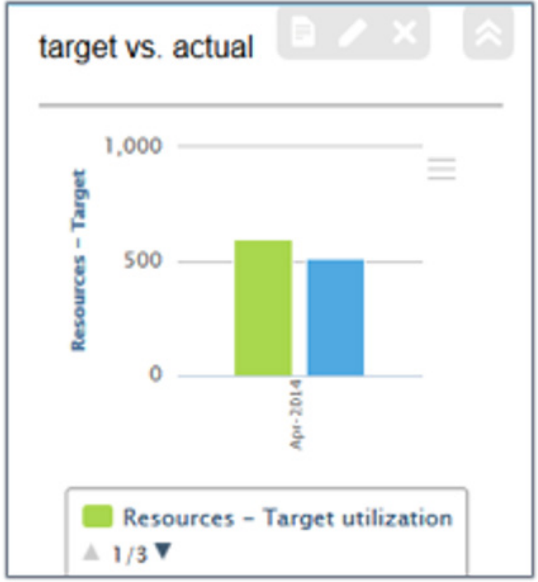 target vs. actual
1,000
Resources - Target
500
0
Apr-2014
Resources - Target utilization
1/3